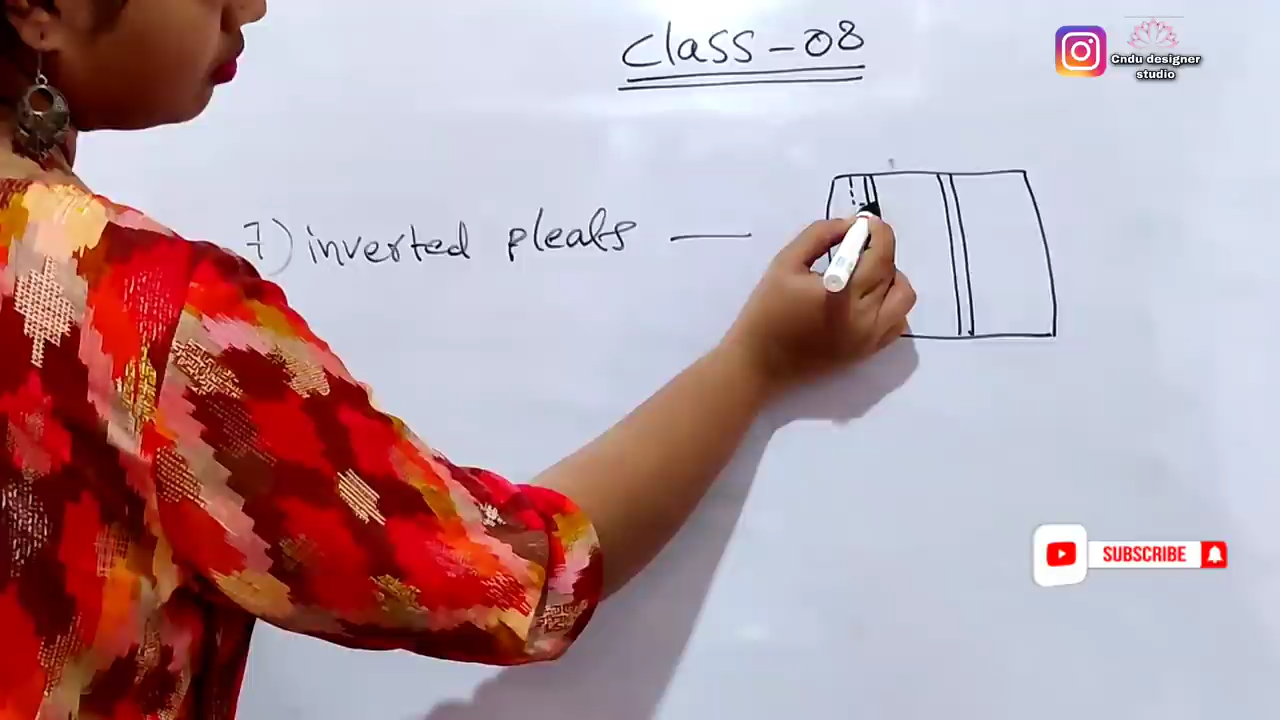 Class - 08
Cndu designer
studio
7) inverted pleats —
SUBSCRIBE